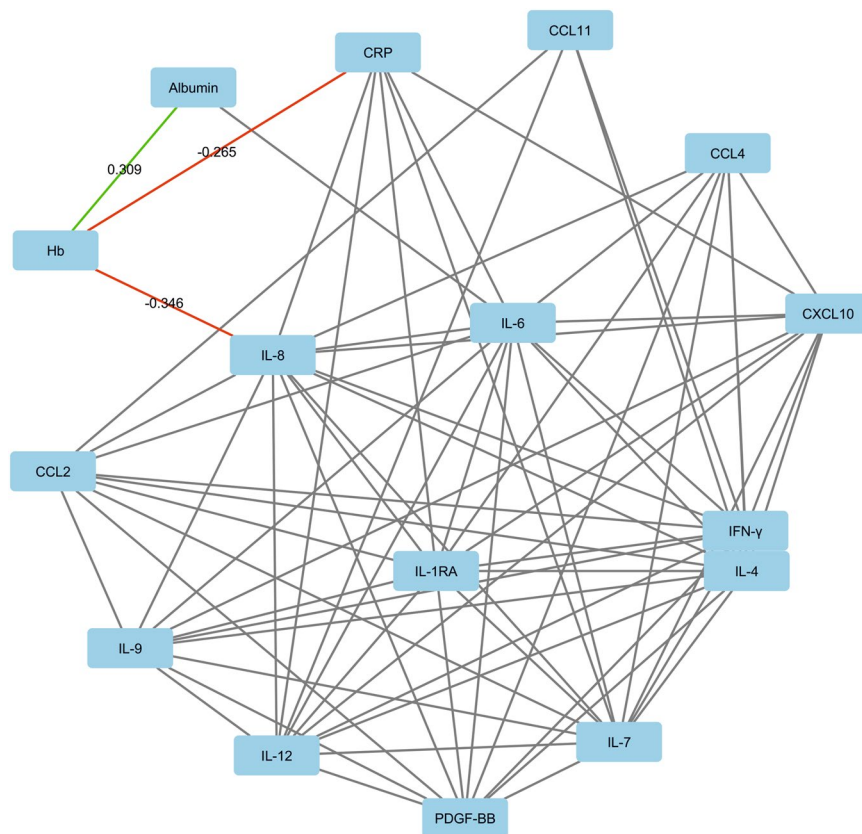 CCL11
CRP
Albumin
CCL4
-0.265
0.309
Hb
-0.346
CXCL10
IL-6
IL-8
CCL2
IFN-γ
IL-1RA
IL-4
IL-9
IL-7
IL-12
PDGF-BB